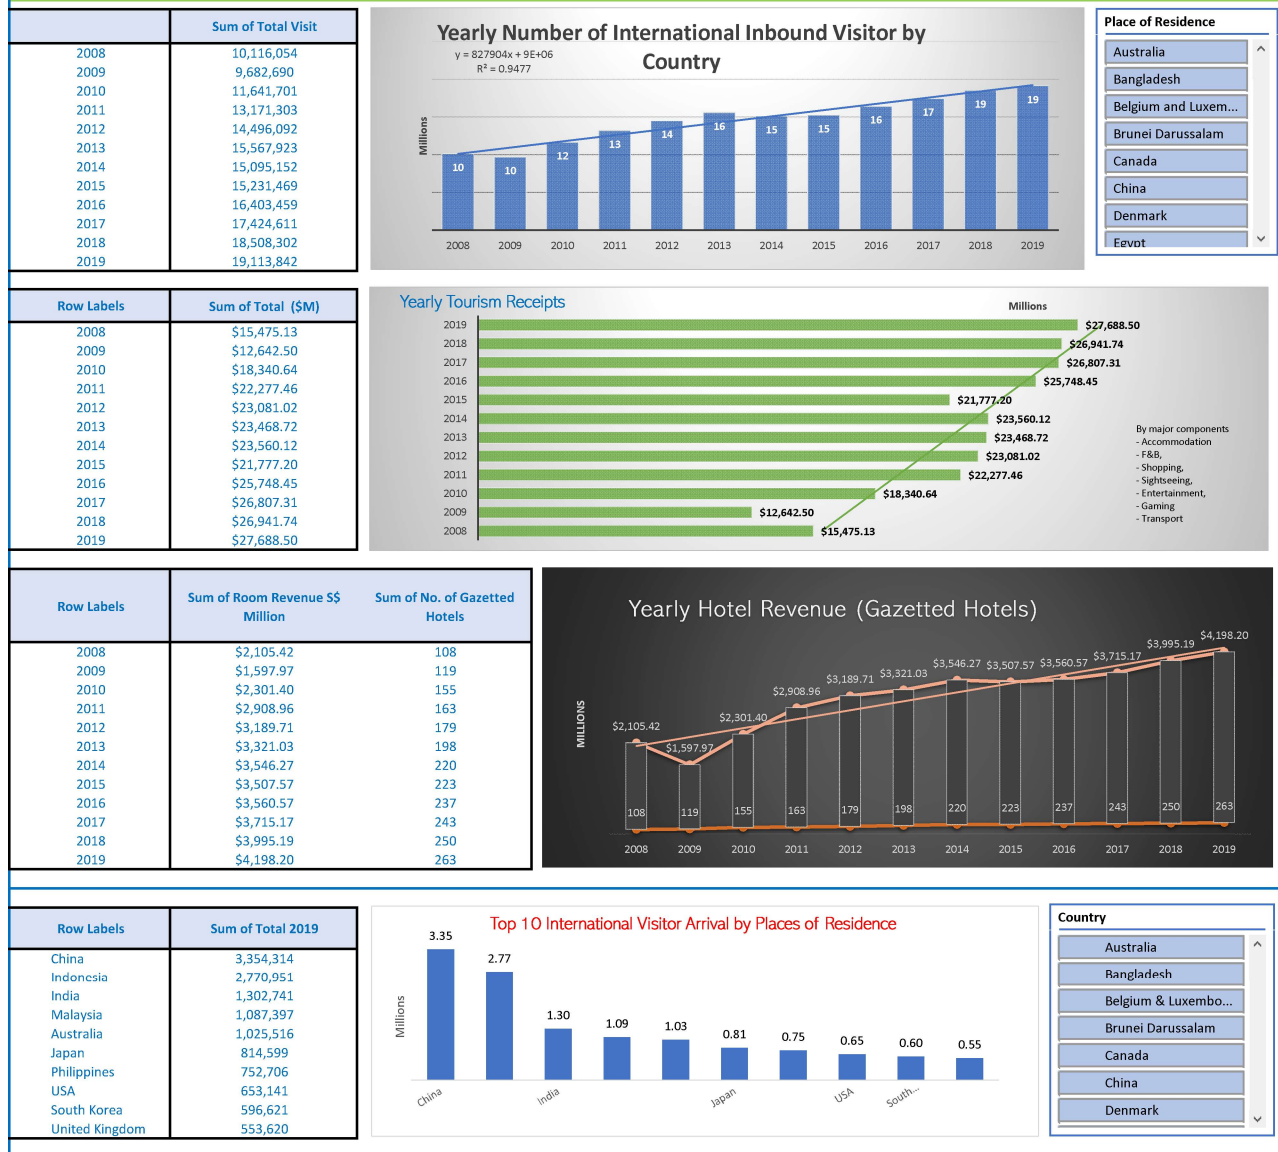 Sum of Total Visit
2008 10,116,054
2009 9,682,690
2010 11,641,701
2011 13,171,303
2012 14,496,092
2013 15,567,923
2014 15,095,152
2015 15,231,469
2016 16,403,459
2017 17,424,611
2018 18,508,302
2019 19,113,842
Yearly Number of International Inbound Visitor by
Country
y = 827904x + 9E+06
R² = 0.9477
Millions
10 10 12 13 14 16 15 15 16 17 19 19
2008 2009 2010 2011 2012 2013 2014 2015 2016 2017 2018 2019
Place of Residence
Australia
Bangladesh
Belgium and Luxem...
Brunei Darussalam
Canada
China
Denmark
Egypt
Row Labels Sum of Total ($M)
2008 $15,475.13
2009 $12,642.50
2010 $18,340.64
2011 $22,277.46
2012 $23,081.02
2013 $23,468.72
2014 $23,560.12
2015 $21,777.20
2016 $25,748.45
2017 $26,807.31
2018 $26,941.74
2019 $27,688.50
Yearly Tourism Receipts
Millions
2019 $27,688.50
2018 $26,941.74
2017 $26,807.31
2016 $25,748.45
2015 $21,777.20
2014 $23,560.12
2013 $23,468.72
2012 $23,081.02
2011 $22,277.46
2010 $18,340.64
2009 $12,642.50
2008 $15,475.13
By major components
- Accommodation
- F&B,
- Shopping,
- Sightseeing,
- Entertainment,
- Gaming
- Transport
Row Labels Sum of Room Revenue S$ Million Sum of No. of Gazetted Hotels
2008 $2,105.42 108
2009 $1,597.97 119
2010 $2,301.40 155
2011 $2,908.96 163
2012 $3,189.71 179
2013 $3,321.03 198
2014 $3,546.27 220
2015 $3,507.57 223
2016 $3,560.57 237
2017 $3,715.17 243
2018 $3,995.19 250
2019 $4,198.20 263
Yearly Hotel Revenue (Gazetted Hotels)
MILLIONS
$2,105.42 $1,597.97 $2,301.40 $2,908.96 $3,189.71 $3,321.03 $3,546.27 $3,507.57 $3,560.57 $3,715.17 $3,995.19 $4,198.20
108 119 155 163 179 198 220 223 237 243 250 263
2008 2009 2010 2011 2012 2013 2014 2015 2016 2017 2018 2019
Row Labels Sum of Total 2019
China 3,354,314
Indonesia 2,770,951
India 1,302,741
Malaysia 1,087,397
Australia 1,025,516
Japan 814,599
Philippines 752,706
USA 653,141
South Korea 596,621
United Kingdom 553,620
Top 10 International Visitor Arrival by Places of Residence
Millions
3.35 2.77 1.30 1.09 1.03 0.81 0.75 0.65 0.60 0.55
China India Japan USA South...
Country
Australia
Bangladesh
Belgium & Luxembo...
Brunei Darussalam
Canada
China
Denmark